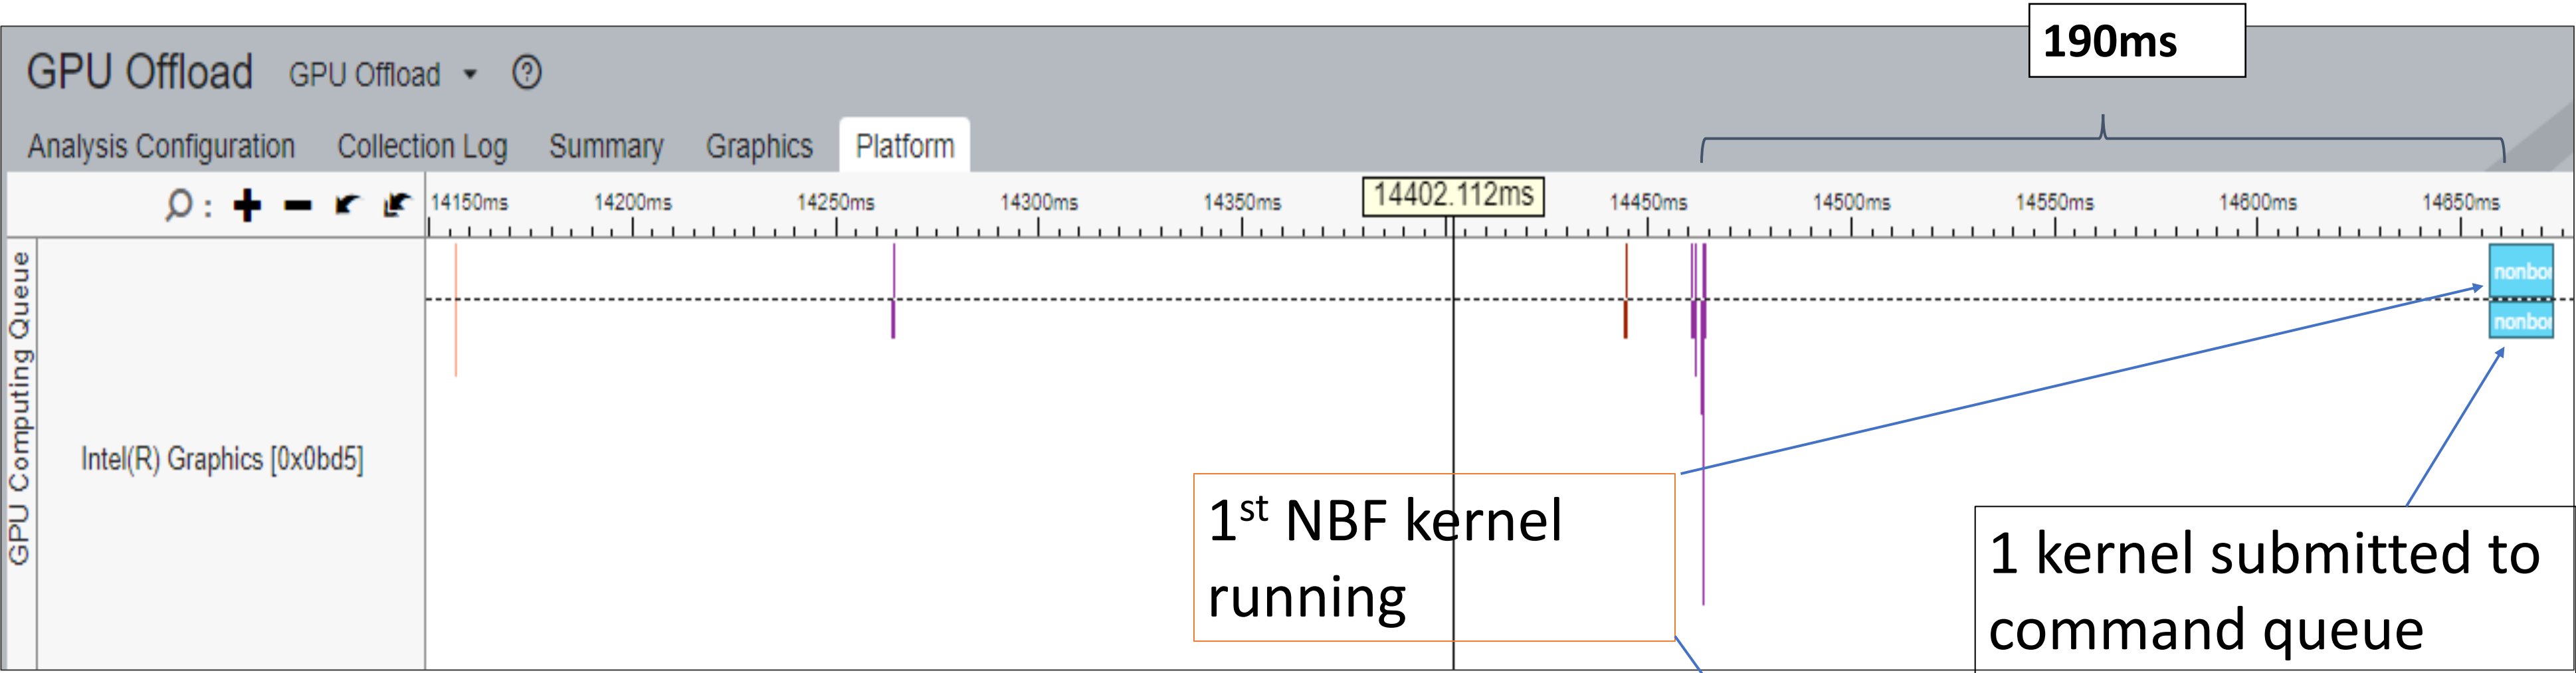 190ms
GPU Offload GPU Offload
Analysis Configuration Collection Log Summary Graphics Platform
14150ms 14200ms 14250ms 14300ms 14350ms 14402.112ms 14450ms 14500ms 14550ms 14600ms 14650ms
GPU Computing Queue
nonbo
nonbo
Intel(R) Graphics [0x0bd5]
1st NBF kernel
running
1 kernel submitted to
command queue